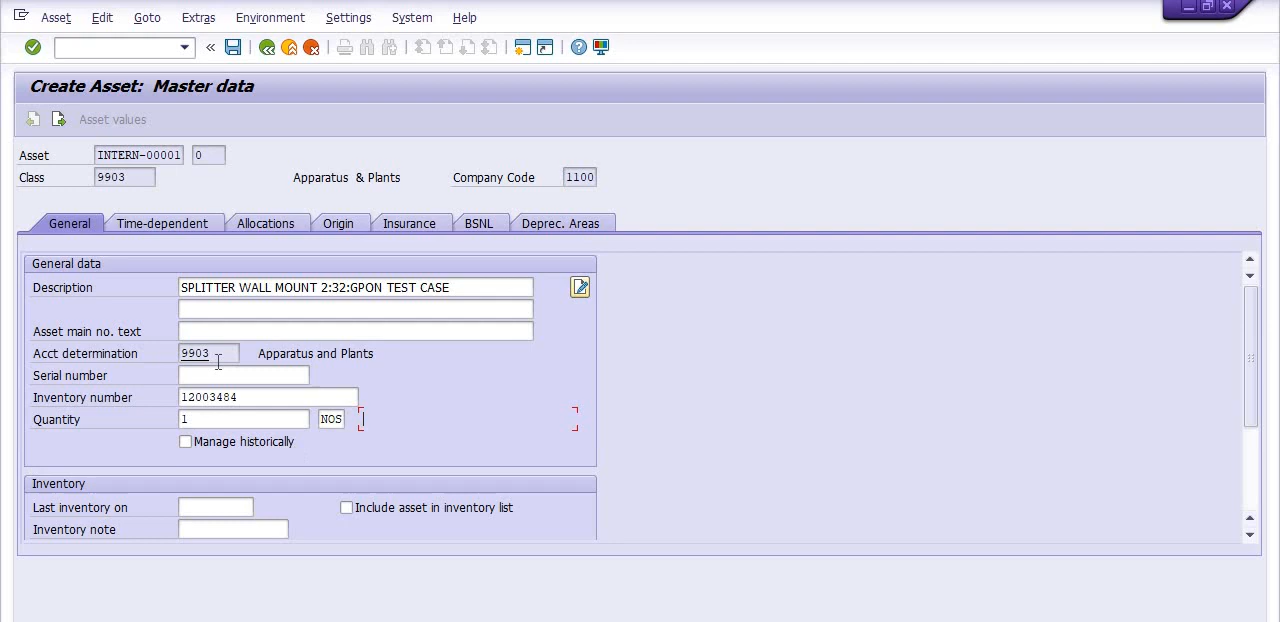 Asset Edit Goto Extras Environment Settings System Help
Create Asset: Master data
Asset values
Asset INTERN-00001 0
Class 9903 Apparatus & Plants Company Code 1100
General Time-dependent Allocations Origin Insurance BSNL Deprec. Areas
General data
Description SPLITTER WALL MOUNT 2:32:GPON TEST CASE
Asset main no. text
Acct determination 9903 Apparatus and Plants
Serial number
Inventory number 12003484
Quantity 1 NOS
Manage historically
Inventory
Last inventory on Include asset in inventory list
Inventory note